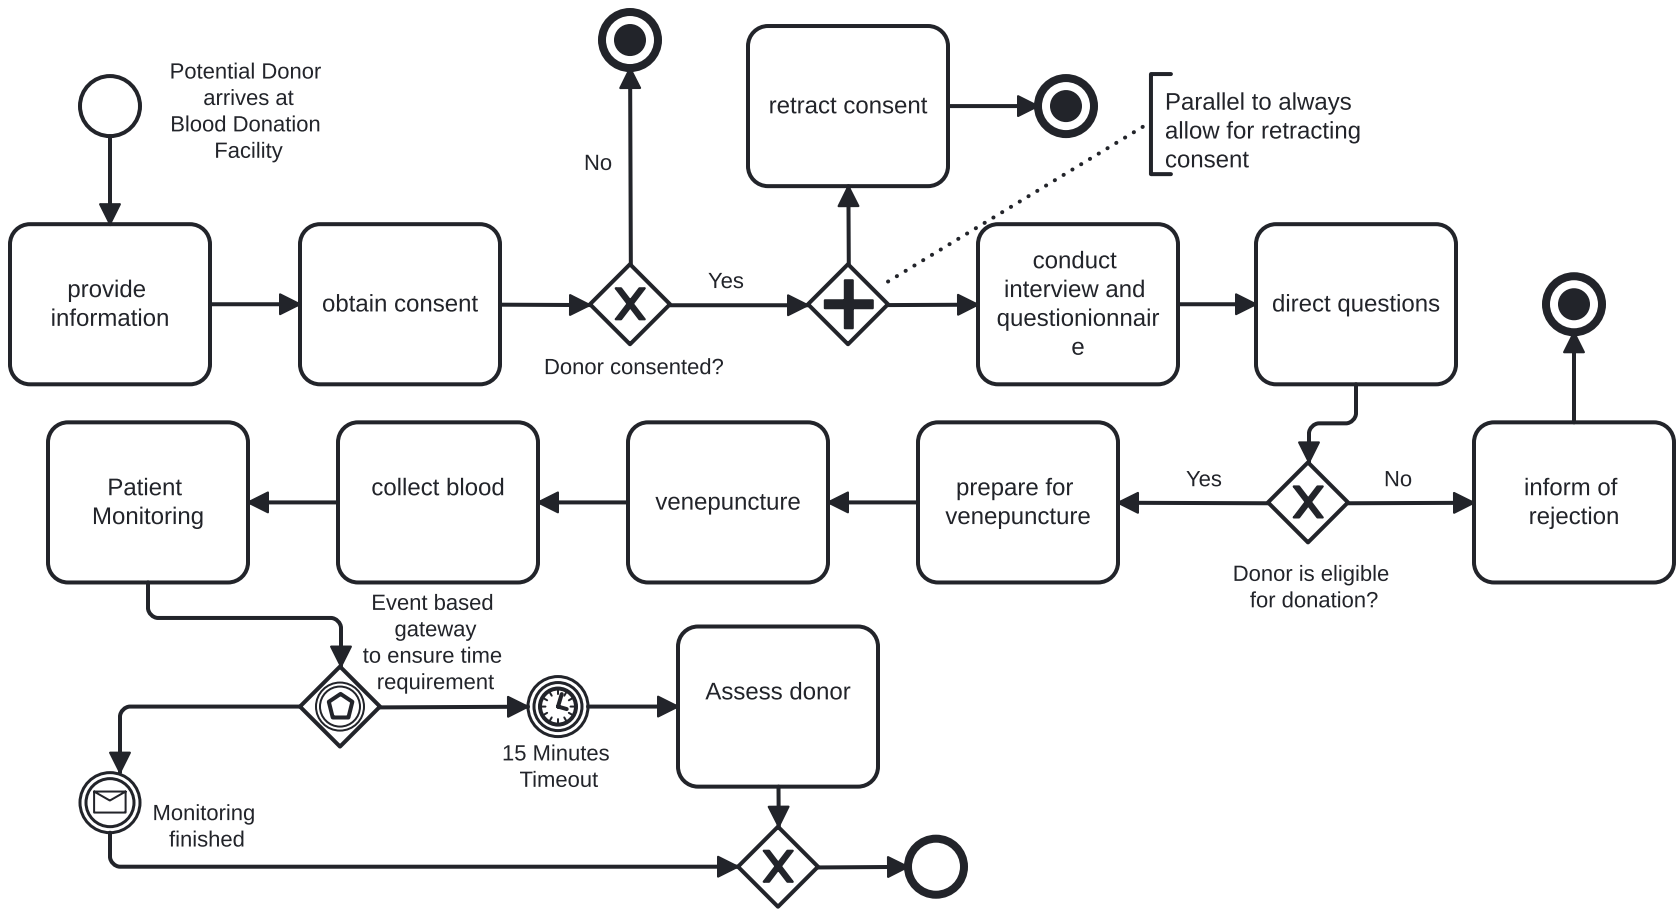 Potential Donor
arrives at
Blood Donation
Facility
retract consent
Parallel to always
allow for retracting
consent
No
provide
information
obtain consent
X
Donor consented?
Yes
conduct
interview and
questionionnair
e
direct questions
Patient
Monitoring
collect blood
venepuncture
prepare for
venepuncture
Yes
X
No
Donor is eligible
for donation?
inform of
rejection
Event based
gateway
to ensure time
requirement
15 Minutes
Timeout
Assess donor
Monitoring
finished
X